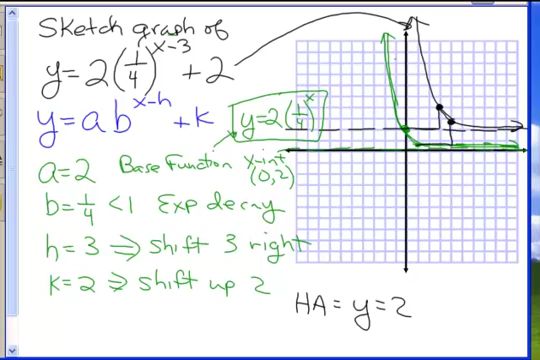 Sketch graph of
y = 2(1/4)^(x-3) + 2
y = ab^(x-h) + k
y = 2(1/4)^x
a = 2 Base Function x-int (0,2)
b = 1/4 < 1 Exp decay
h = 3 ⇒ shift 3 right
k = 2 ⇒ shift up 2
HA = y = 2